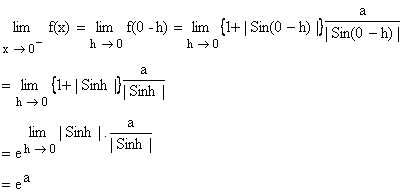 lim x → 0⁻ f(x) = lim h → 0 f(0 - h) = lim h → 0 {1+ | Sin(0 − h) |} a / | Sin(0 − h) |
= lim h → 0 {1+ | Sinh |} a / | Sinh |
= e lim h → 0 | Sinh | . a / | Sinh |
= eᵃ